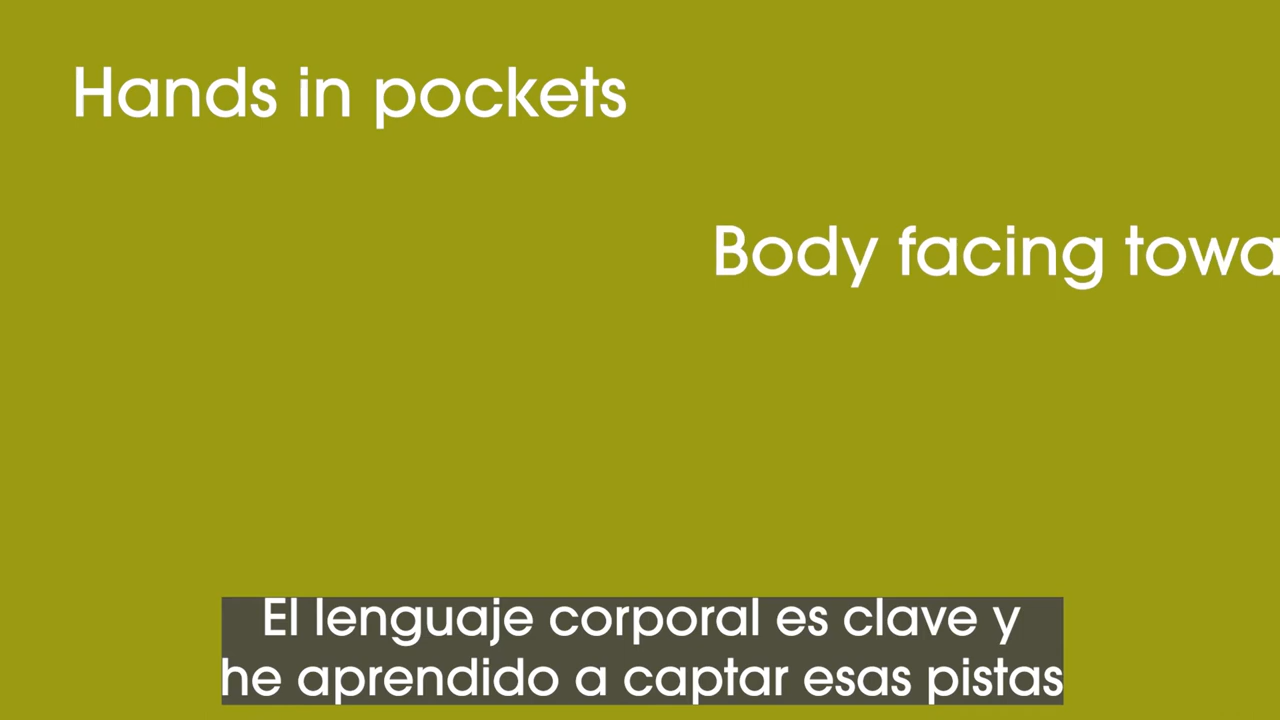 Hands in pockets
Body facing towa
El lenguaje corporal es clave y
he aprendido a captar esas pistas